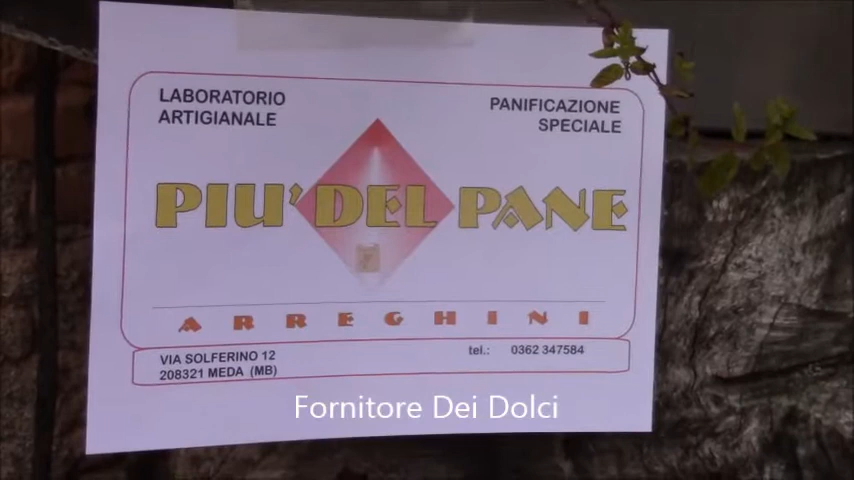 LABORATORIO
ARTIGIANALE
PANIFICAZIONE
SPECIALE
PIU' DEL PANE
ARREGHINI
VIA SOLFERINO 12
208321 MEDA (MB)
tel.: 0362 347584
Fornitore Dei Dolci